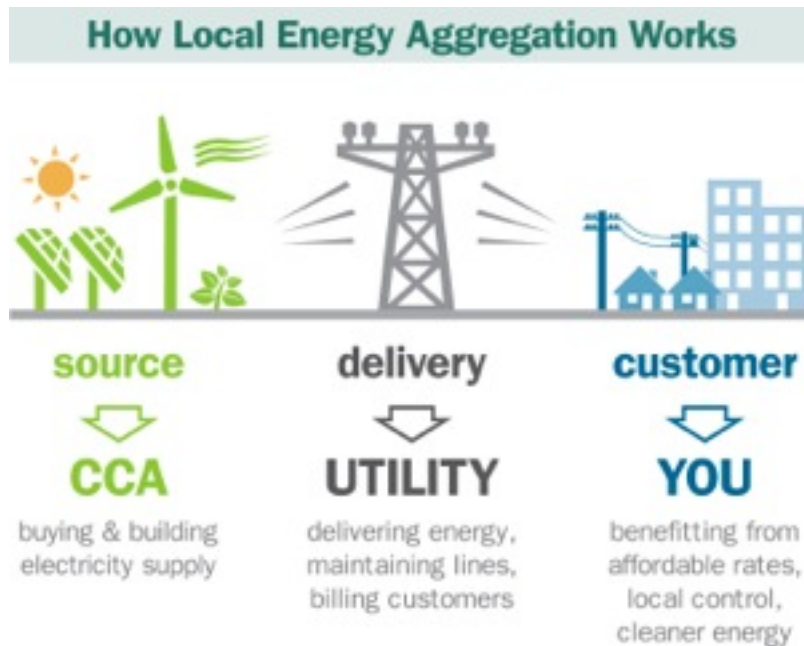 How Local Energy Aggregation Works
source
CCA
buying & building
electricity supply
delivery
UTILITY
delivering energy,
maintaining lines,
billing customers
customer
YOU
benefitting from
affordable rates,
local control,
cleaner energy